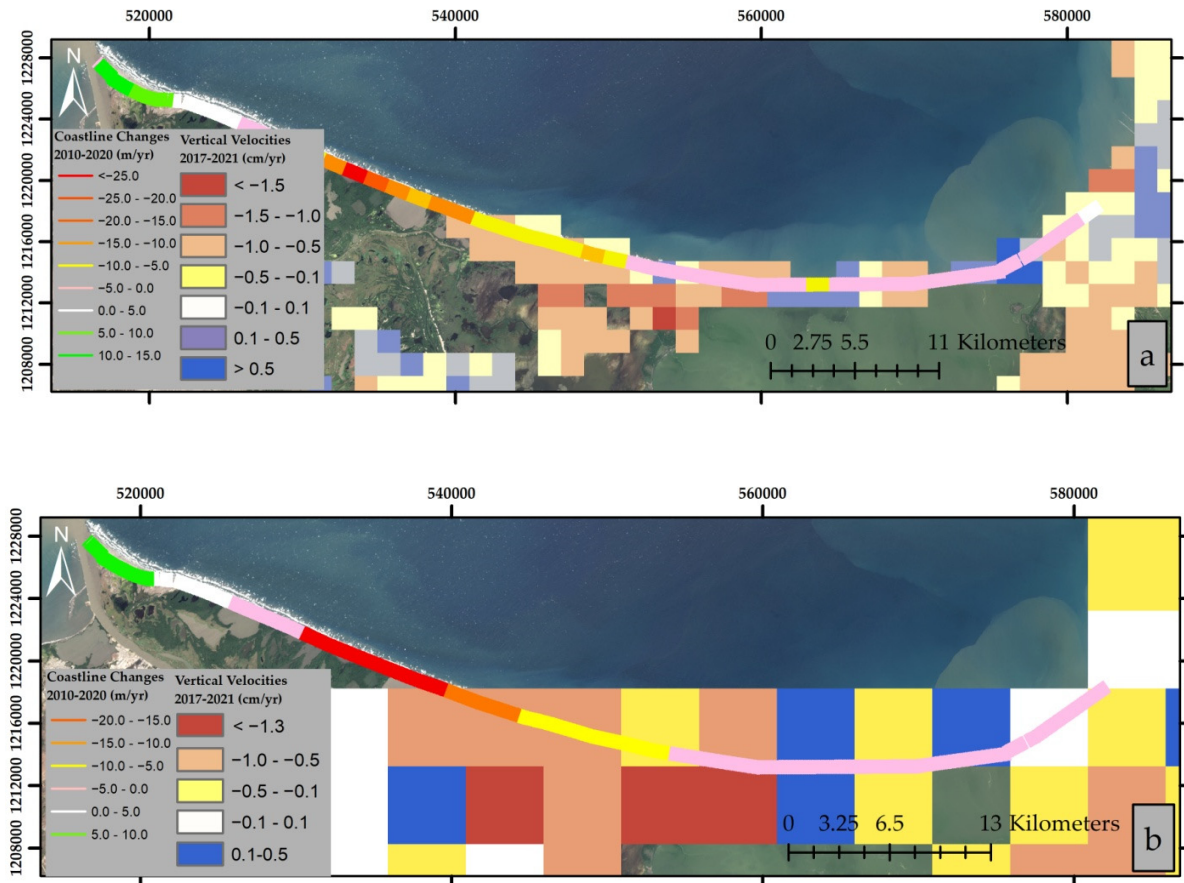 520000 540000 560000 580000
1228000
1224000
1220000
1216000
1212000
1208000
N
Coastline Changes
2010-2020 (m/yr)
<-25.0
−25.0 - −20.0
−20.0 - −15.0
−15.0 - −10.0
−10.0 - −5.0
−5.0 - 0.0
0.0 - 5.0
5.0 - 10.0
10.0 - 15.0
Vertical Velocities
2017-2021 (cm/yr)
< −1.5
−1.5 - −1.0
−1.0 - −0.5
−0.5 - −0.1
−0.1 - 0.1
0.1 - 0.5
> 0.5
0 2.75 5.5 11 Kilometers
a
520000 540000 560000 580000
1228000
1224000
1220000
1216000
1212000
1208000
N
Coastline Changes
2010-2020 (m/yr)
−20.0 - −15.0
−15.0 - −10.0
−10.0 - −5.0
−5.0 - 0.0
0.0 - 5.0
5.0 - 10.0
Vertical Velocities
2017-2021 (cm/yr)
< −1.3
−1.0 - −0.5
−0.5 - −0.1
−0.1 - 0.1
0.1-0.5
0 3.25 6.5 13 Kilometers
b